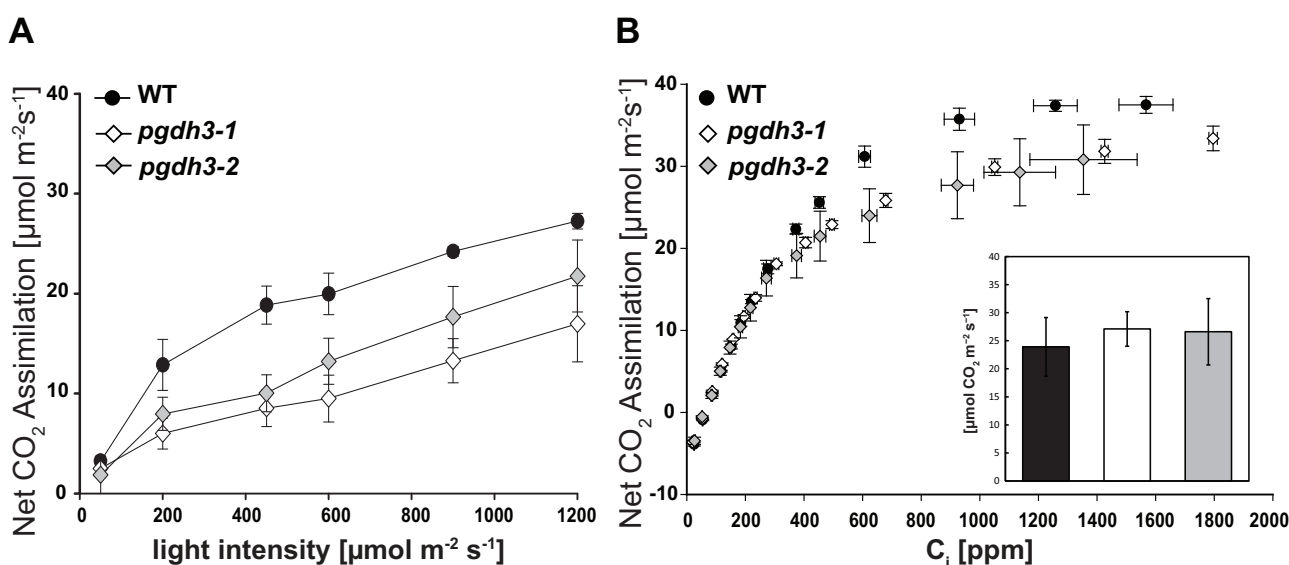 A
Net CO₂ Assimilation [µmol m⁻²s⁻¹]
40
30
20
10
0
WT
pgdh3-1
pgdh3-2
0 200 400 600 800 1000 1200
light intensity [µmol m⁻² s⁻¹]
B
Net CO₂ Assimilation [µmol m⁻²s⁻¹]
40
30
20
10
0
-10
WT
pgdh3-1
pgdh3-2
[µmol CO₂ m⁻² s⁻¹]
40
35
30
25
20
15
10
5
0
0 200 400 600 800 1000 1200 1400 1600 1800 2000
Cᵢ [ppm]